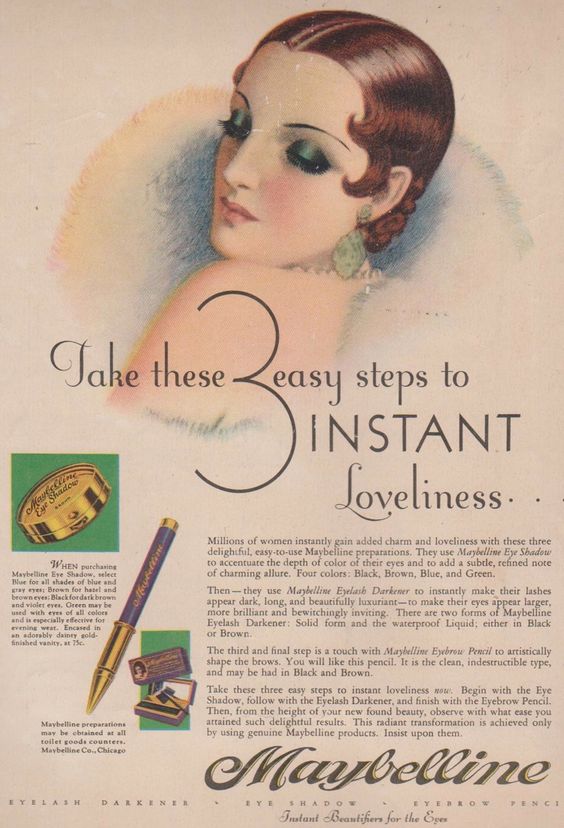 Take these 3 easy steps to
INSTANT
Loveliness...
Maybelline
Eye Shadow
BROWN
WHEN purchasing
Maybelline Eye Shadow, select
Blue for all shades of blue and
gray eyes; Brown for hazel and
brown eyes; Black for dark brown
and violet eyes. Green may be
used with eyes of all colors
and is especially effective for
evening wear. Encased in
an adorably dainty gold-
finished vanity, at 75c.
Maybelline
Maybelline preparations
may be obtained at all
toilet goods counters.
Maybelline Co., Chicago
Millions of women instantly gain added charm and loveliness with these three
delightful, easy-to-use Maybelline preparations. They use Maybelline Eye Shadow
to accentuate the depth of color of their eyes and to add a subtle, refined note
of charming allure. Four colors: Black, Brown, Blue, and Green.
Then—they use Maybelline Eyelash Darkener to instantly make their lashes
appear dark, long, and beautifully luxuriant—to make their eyes appear larger,
more brilliant and bewitchingly inviting. There are two forms of Maybelline
Eyelash Darkener: Solid form and the waterproof Liquid; either in Black
or Brown.
The third and final step is a touch with Maybelline Eyebrow Pencil to artistically
shape the brows. You will like this pencil. It is the clean, indestructible type,
and may be had in Black and Brown.
Take these three easy steps to instant loveliness now. Begin with the Eye
Shadow, follow with the Eyelash Darkener, and finish with the Eyebrow Pencil.
Then, from the height of your new found beauty, observe with what ease you
attained such delightful results. This radiant transformation is achieved only
by using genuine Maybelline products. Insist upon them.
Maybelline
EYELASH DARKENER · EYE SHADOW · EYEBROW PENCI
Instant Beautifiers for the Eyes